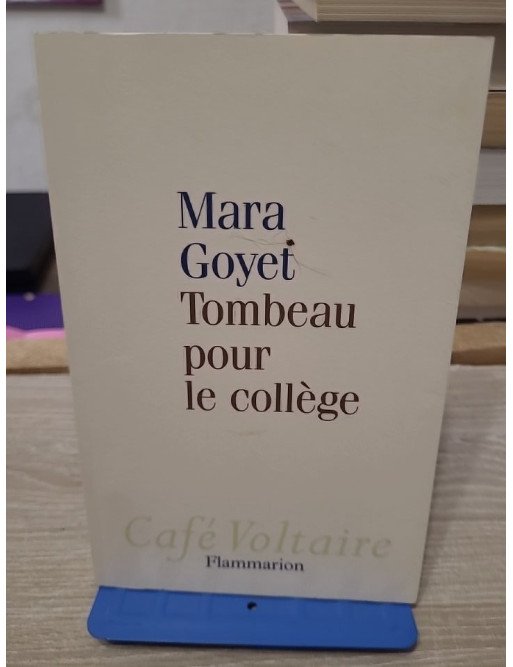 Mara
Goyet
Tombeau
pour
le collège
Café Voltaire
Flammarion